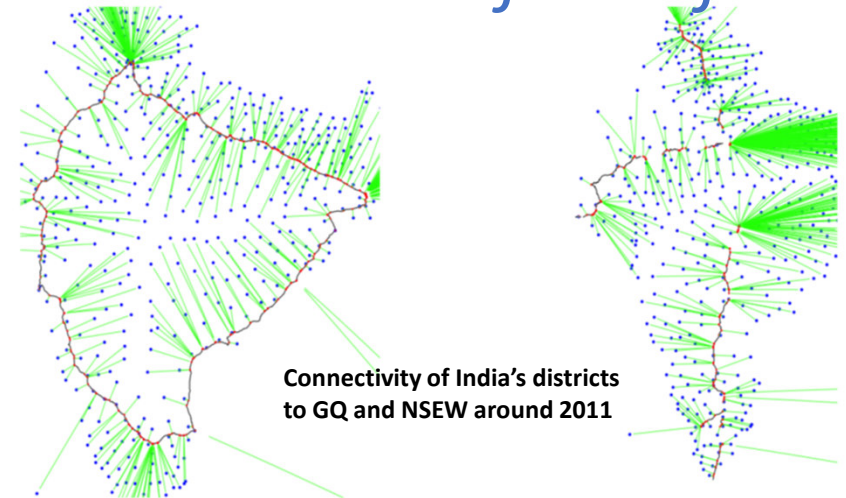 Connectivity of India's districts
to GQ and NSEW around 2011